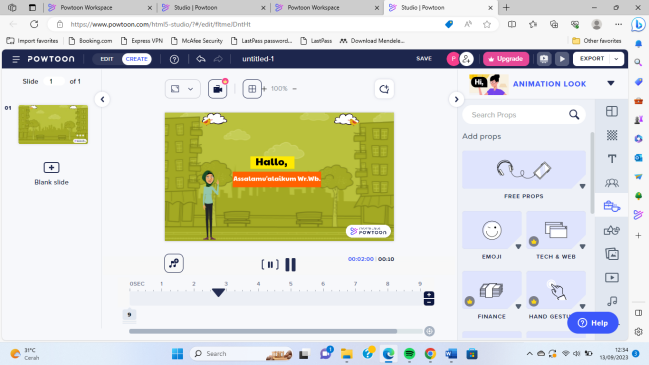 Powtoon Workspace
Studio | Powtoon
Powtoon Workspace
Studio | Powtoon
https://www.powtoon.com/html5-studio/?#/edit/fltmeiDntHt
Import favorites
Booking.com
Express VPN
McAfee Security
LastPass password...
LastPass
Download Mendele...
Other favorites
POWTOON
EDIT
CREATE
untitled-1
SAVE
P
Upgrade
EXPORT
Slide
1
of 1
100%
Hi,
ANIMATION LOOK
Search Props
01
Add props
Hallo,
Assalamu'alaikum Wr.Wb.
FREE PROPS
Blank slide
POWTOON
EMOJI
TECH & WEB
00:02:00
00:10
0SEC
1
2
3
4
5
6
7
8
9
9
FINANCE
HAND GESTU
Help
31°C
Cerah
Search
12:34
13/09/2023